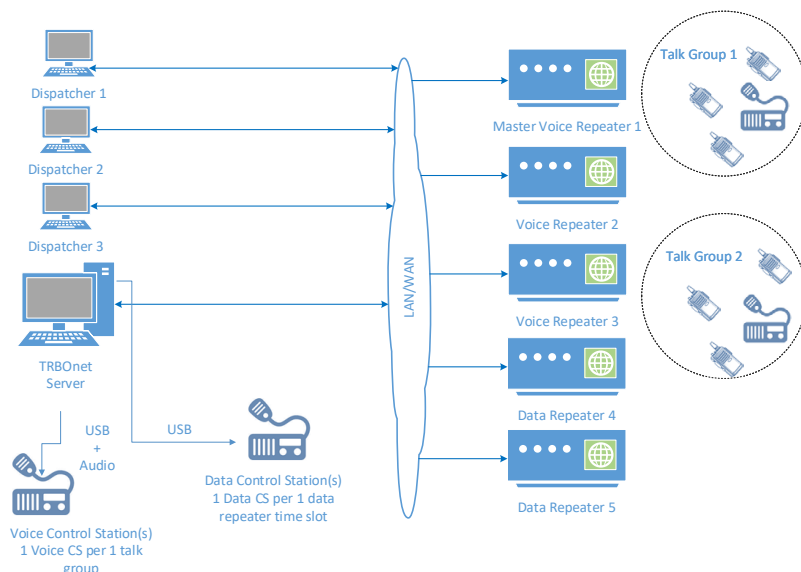 Dispatcher 1
Dispatcher 2
Dispatcher 3
TRBOnet
Server
USB
+
Audio
USB
Voice Control Station(s)
1 Voice CS per 1 talk
group
Data Control Station(s)
1 Data CS per 1 data
repeater time slot
LAN/WAN
Master Voice Repeater 1
Voice Repeater 2
Voice Repeater 3
Data Repeater 4
Data Repeater 5
Talk Group 1
Talk Group 2